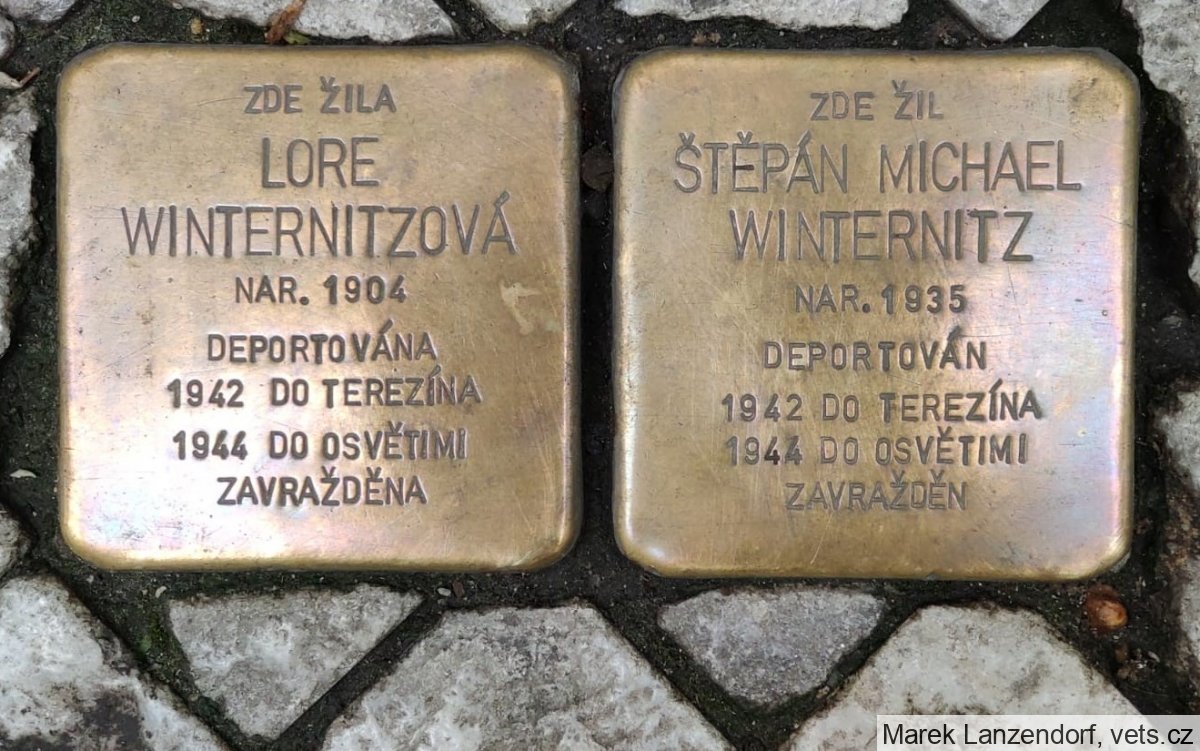 ZDE ŽILA
LORE
WINTERNITZOVÁ
NAR. 1904
DEPORTOVÁNA
1942 DO TEREZÍNA
1944 DO OSVĚTIMI
ZAVRAŽDĚNA
ZDE ŽIL
ŠTĚPÁN MICHAEL
WINTERNITZ
NAR. 1935
DEPORTOVÁN
1942 DO TEREZÍNA
1944 DO OSVĚTIMI
ZAVRAŽDĚN
Marek Lanzendorf, vets.cz